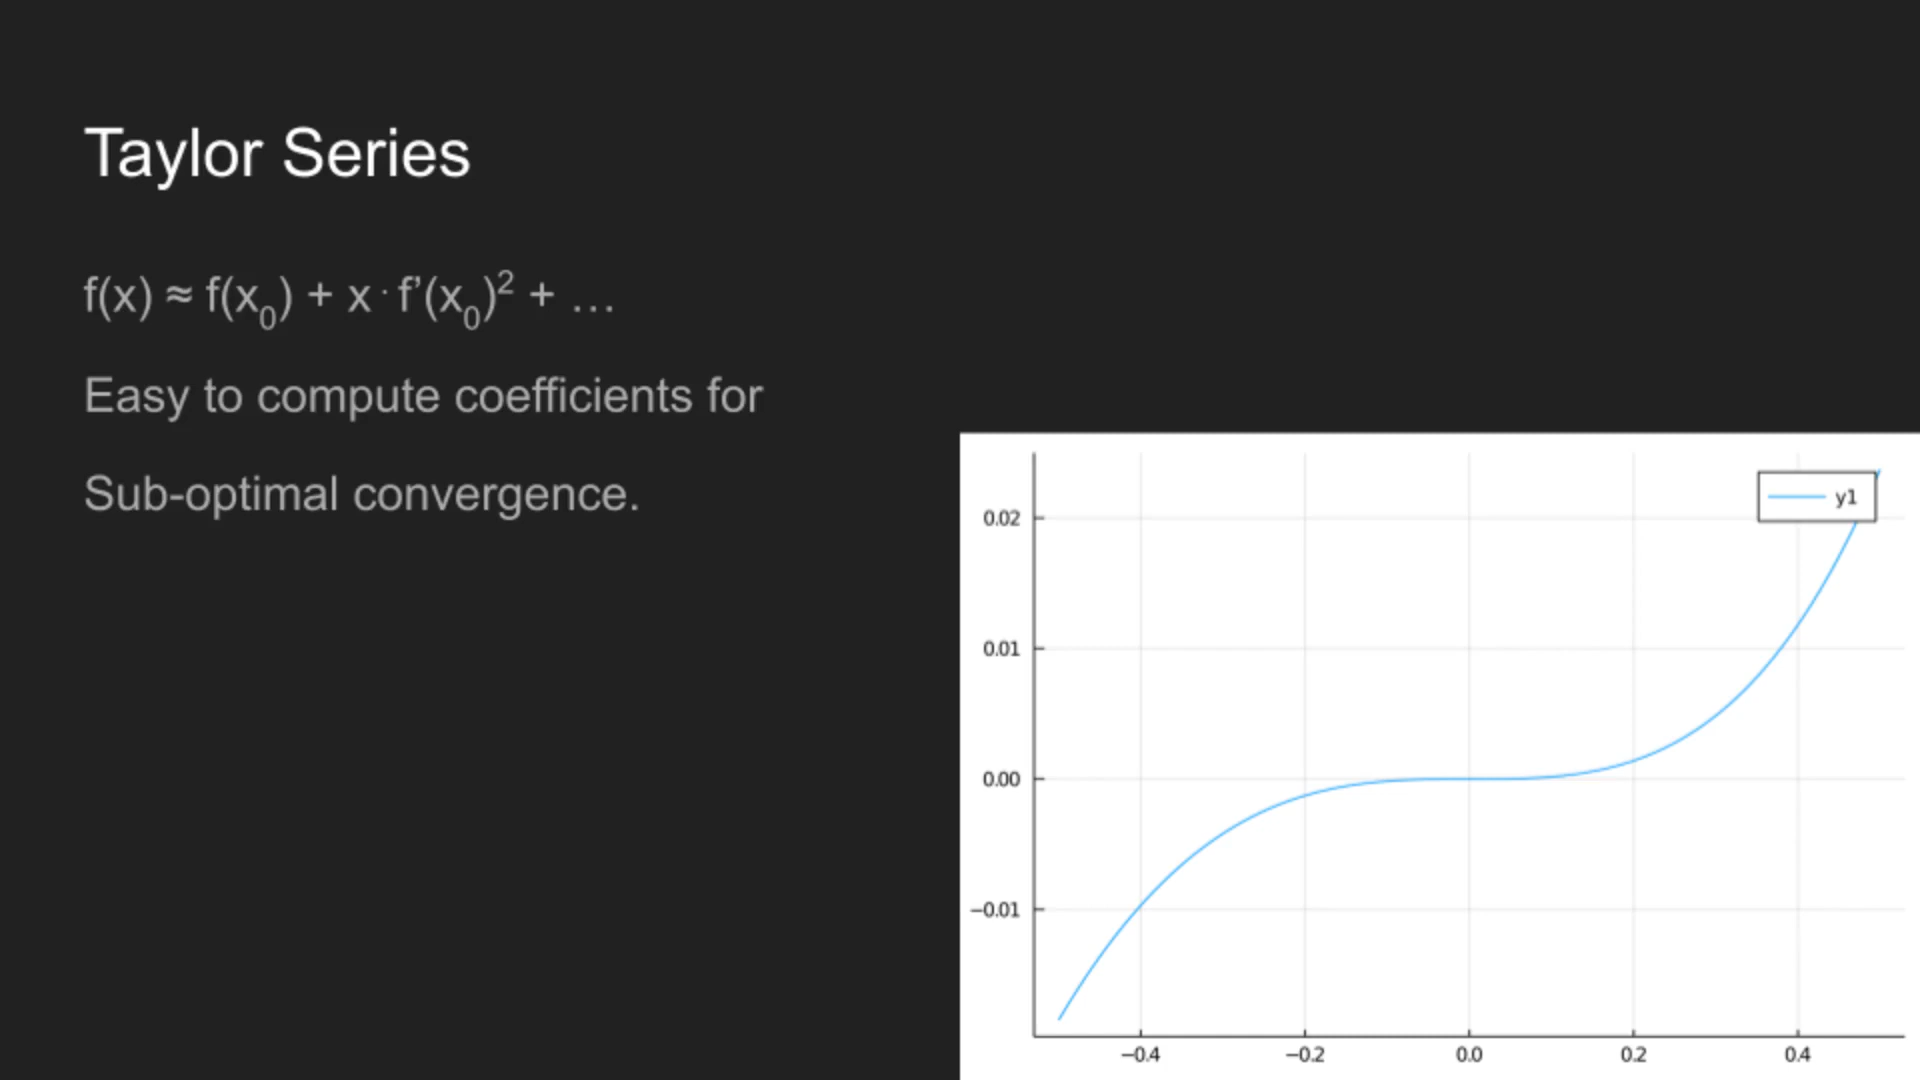 Taylor Series
f(x) ≈ f(x₀) + x · f’(x₀)² + …
Easy to compute coefficients for
Sub-optimal convergence.
y1
0.02
0.01
0.00
−0.01
−0.4 −0.2 0.0 0.2 0.4